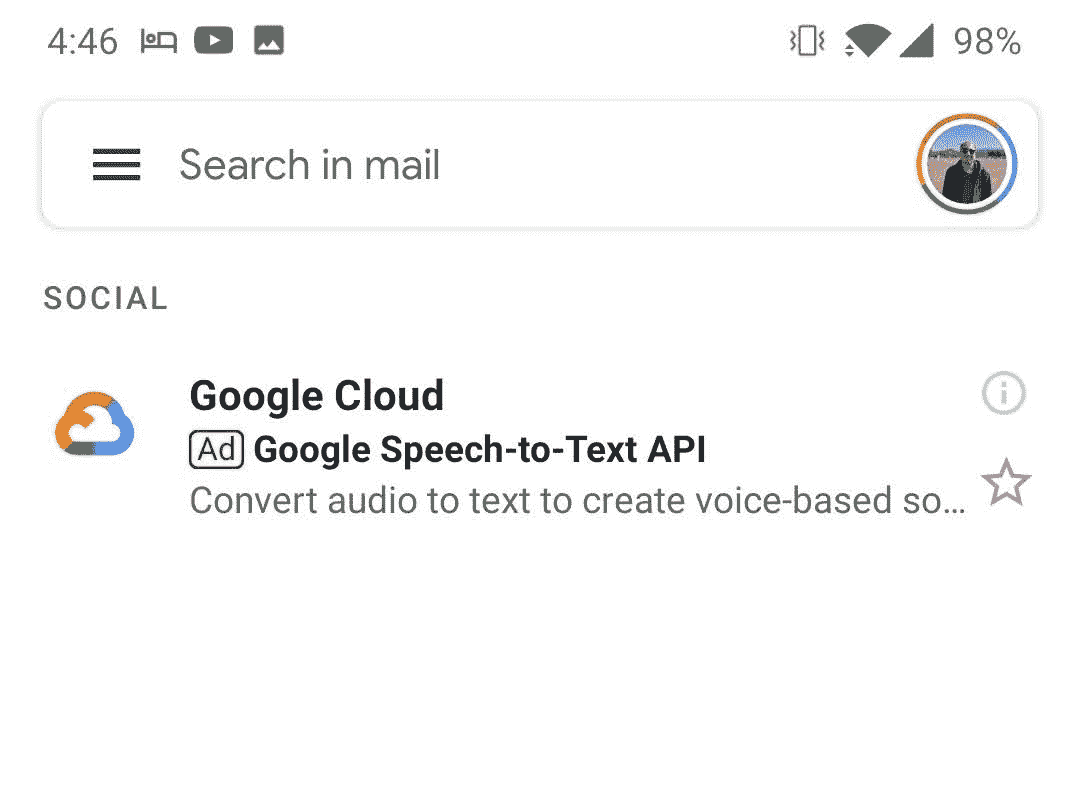 4:46 98%
Search in mail
SOCIAL
Google Cloud
Ad Google Speech-to-Text API
Convert audio to text to create voice-based so...